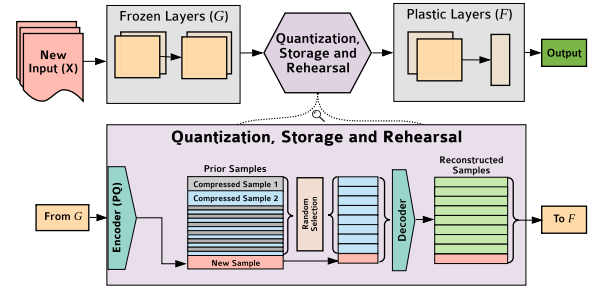 New
Input (X)
Frozen Layers (G)
Quantization,
Storage and
Rehearsal
Plastic Layers (F)
Output
Quantization, Storage and Rehearsal
From G
Encoder (PQ)
Prior Samples
Compressed Sample 1
Compressed Sample 2
New Sample
Random
Selection
Decoder
Reconstructed
Samples
To F